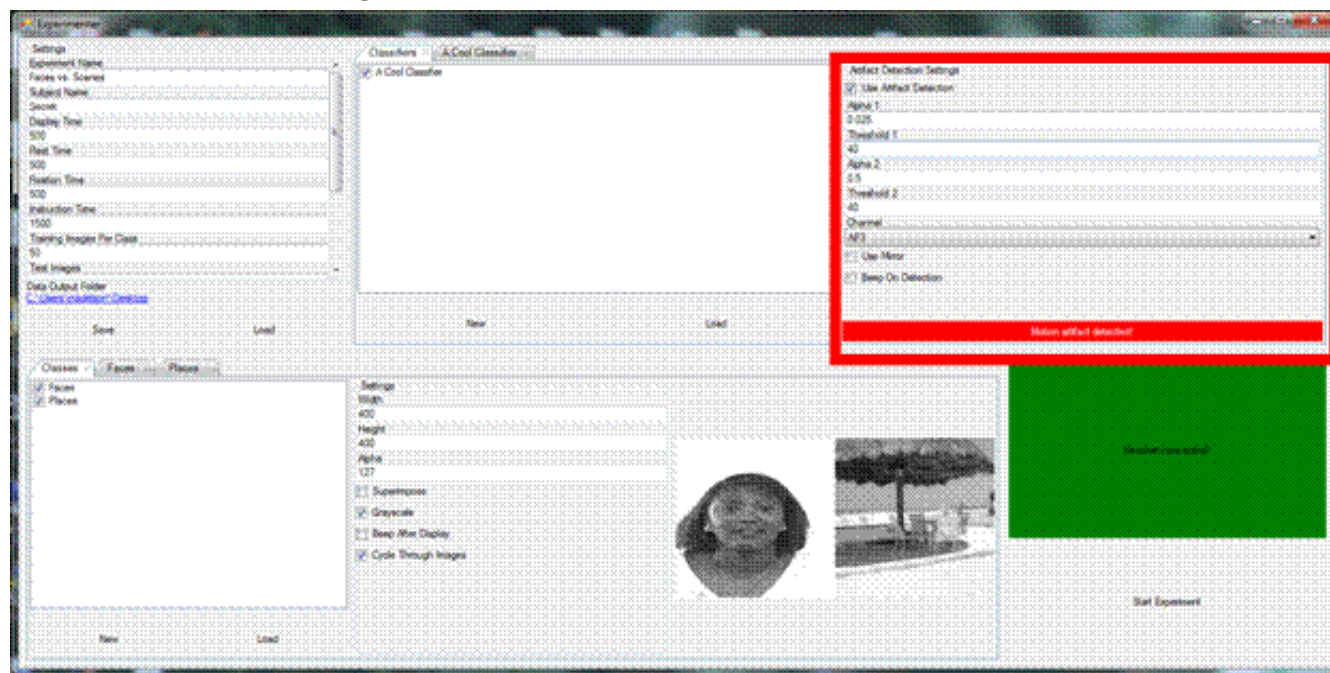 Experimenter
Settings
Experiment Name
Faces vs. Scenes
Subject Name
Secret
Display Time
500
Rest Time
500
Fixation Time
500
Instruction Time
1500
Training Images Per Class
50
Test Images
Data Output Folder
Save Load
Classifiers A Cool Classifier
A Cool Classifier
New Load
Artifact Detection Settings
Use Artifact Detection
Alpha 1
0.025
Threshold 1
40
Alpha 2
0.5
Threshold 2
40
Channel
AF3
Use Mirror
Beep On Detection
Motion artifact detected!
Classes Faces ... Places ...
Faces
Places
New Load
Settings
Width
400
Height
400
Alpha
127
Superimpose
Grayscale
Beep After Display
Cycle Through Images
Headset connected!
Start Experiment